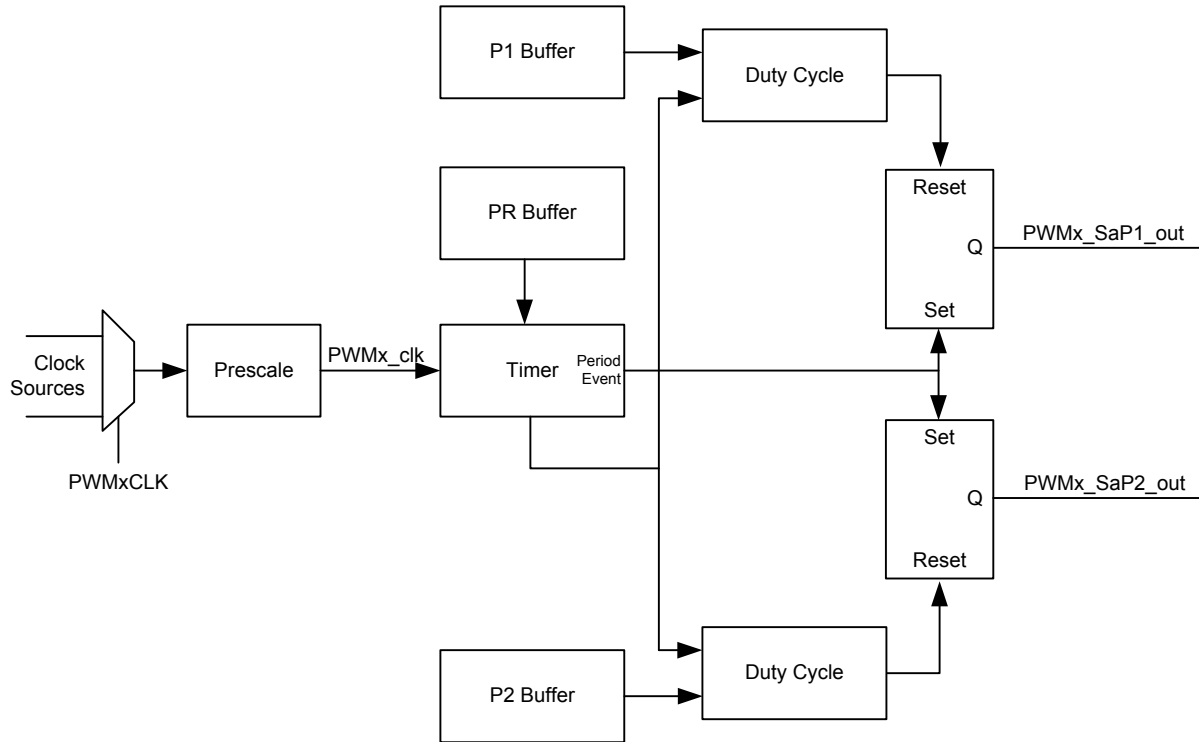 P1 Buffer
Duty Cycle
PR Buffer
Reset
Q
PWMx_SaP1_out
Set
Clock
Sources
Prescale
PWMx_clk
Timer
Period
Event
PWMxCLK
Set
Q
PWMx_SaP2_out
Reset
P2 Buffer
Duty Cycle